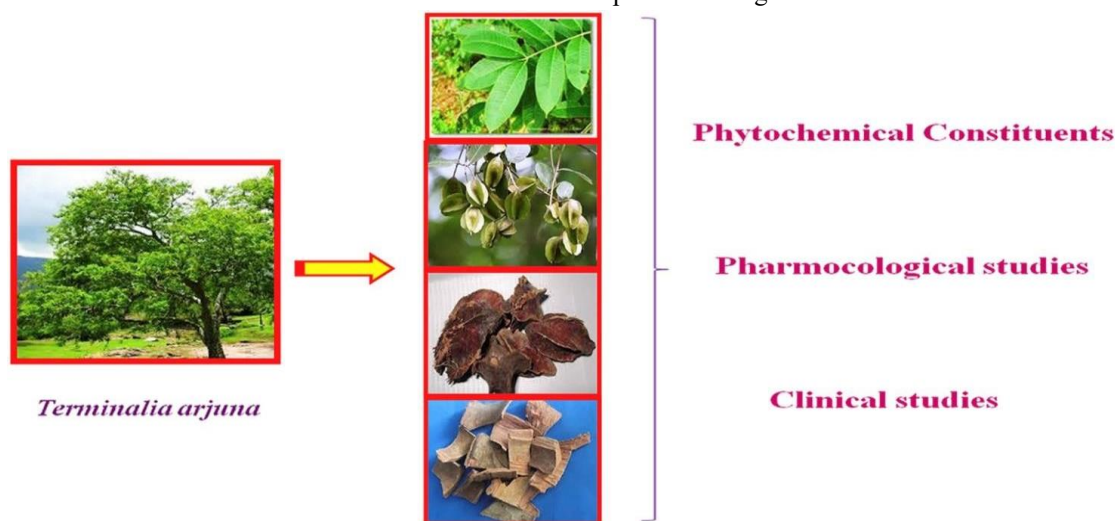 Terminalia arjuna
Phytochemical Constituents
Pharmocological studies
Clinical studies